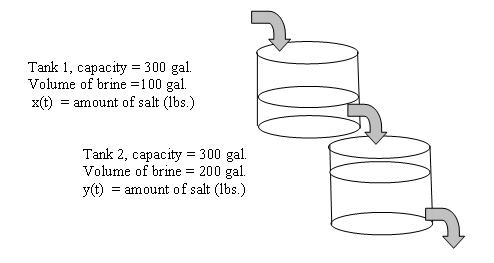 Tank 1, capacity = 300 gal.
Volume of brine =100 gal.
x(t) = amount of salt (lbs.)
Tank 2, capacity = 300 gal.
Volume of brine = 200 gal.
y(t) = amount of salt (lbs.)